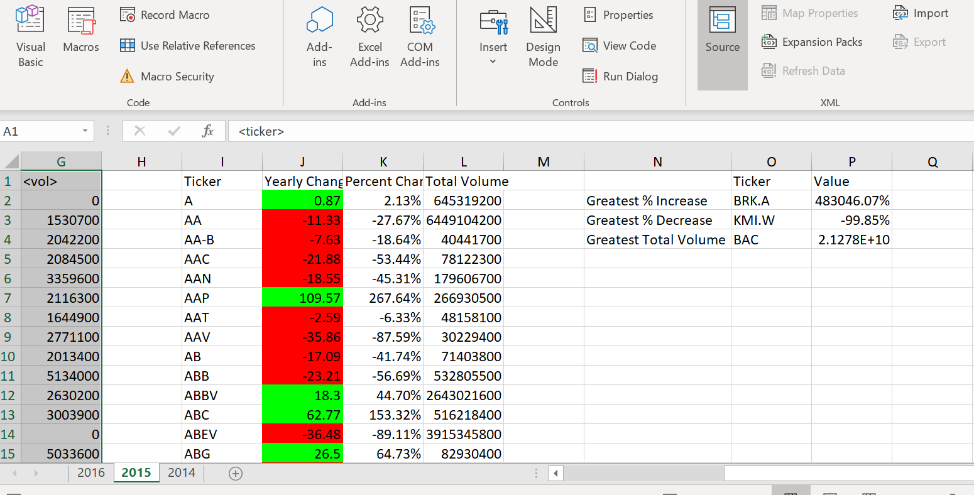 Visual Basic
Macros
Record Macro
Use Relative References
Macro Security
Code
Add-ins
Excel Add-ins
COM Add-ins
Add-ins
Insert
Design Mode
Properties
View Code
Run Dialog
Controls
Source
Map Properties
Expansion Packs
Refresh Data
Import
Export
XML
A1 fx <ticker>
G H I J K L M N O P Q
1 <vol> Ticker Yearly Chang Percent Char Total Volume Ticker Value
2 0 A 0.87 2.13% 645319200 Greatest % Increase BRK.A 483046.07%
3 1530700 AA -11.33 -27.67% 6449104200 Greatest % Decrease KMI.W -99.85%
4 2042200 AA-B -7.63 -18.64% 40441700 Greatest Total Volume BAC 2.1278E+10
5 2084500 AAC -21.88 -53.44% 78122300
6 3359600 AAN -18.55 -45.31% 179606700
7 2116300 AAP 109.57 267.64% 266930500
8 1644900 AAT -2.59 -6.33% 48158100
9 2771100 AAV -35.86 -87.59% 30229400
10 2013400 AB -17.09 -41.74% 71403800
11 5134000 ABB -23.21 -56.69% 532805500
12 2630200 ABBV 18.3 44.70% 2643021600
13 3003900 ABC 62.77 153.32% 516218400
14 0 ABEV -36.48 -89.11% 3915345800
15 5033600 ABG 26.5 64.73% 82930400
2016 2015 2014